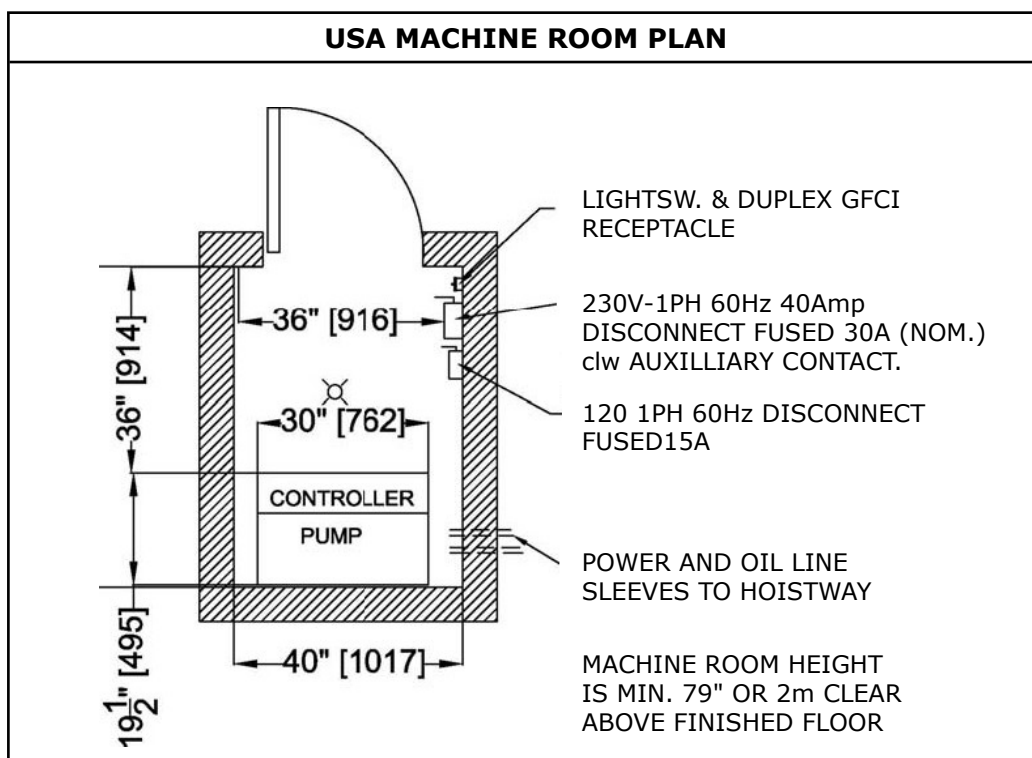 USA MACHINE ROOM PLAN
LIGHTSW. & DUPLEX GFCI
RECEPTACLE
36" [916]
230V-1PH 60Hz 40Amp
DISCONNECT FUSED 30A (NOM.)
clw AUXILLIARY CONTACT.
36" [914]
30" [762]
120 1PH 60Hz DISCONNECT
FUSED15A
CONTROLLER
PUMP
POWER AND OIL LINE
SLEEVES TO HOISTWAY
19 1/2" [495]
40" [1017]
MACHINE ROOM HEIGHT
IS MIN. 79" OR 2m CLEAR
ABOVE FINISHED FLOOR